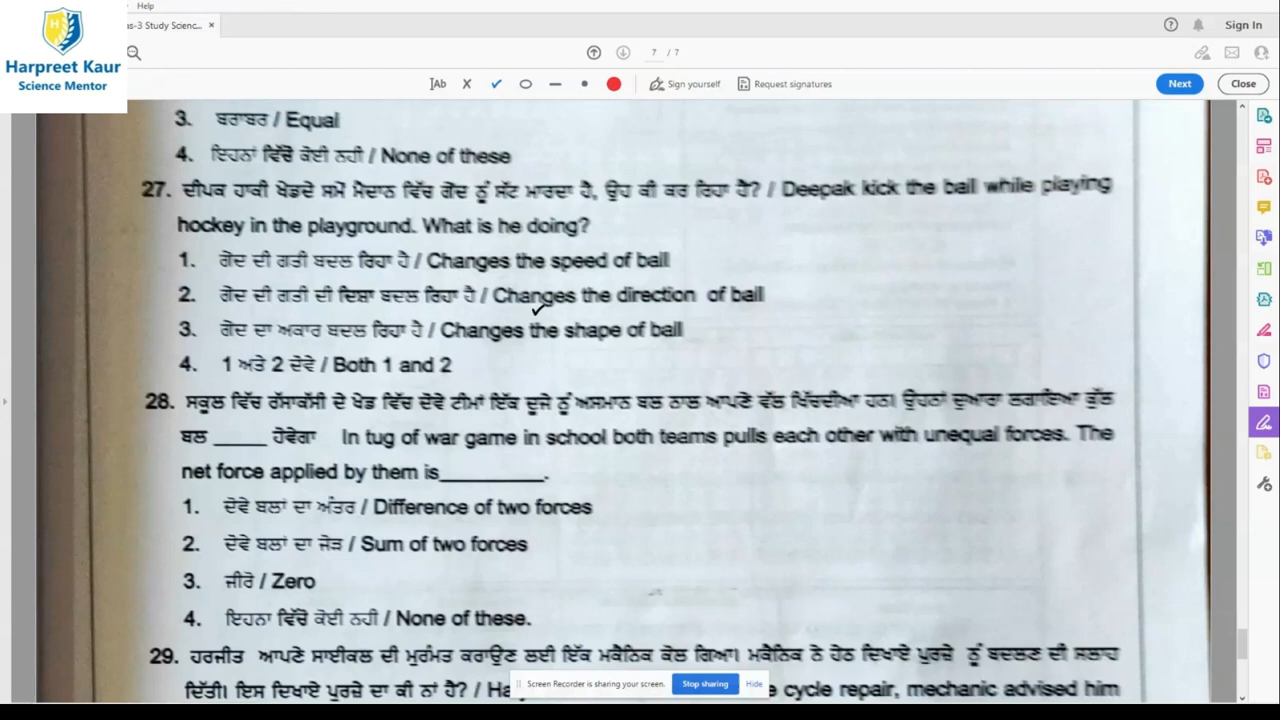 Help
as-3 Study Scienc... ×
Sign In
H
Harpreet Kaur
Science Mentor
7 / 7
IAb
Sign yourself
Request signatures
Next
Close
3. ਬਰਾਬਰ / Equal
4. ਇਹਨਾਂ ਵਿੱਚੋ ਕੋਈ ਨਹੀ / None of these
27. ਦੀਪਕ ਹਾਕੀ ਖੇਡਦੇ ਸਮੇਂ ਮੈਦਾਨ ਵਿੱਚ ਗੇਂਦ ਨੂੰ ਸੱਟ ਮਾਰਦਾ ਹੈ, ਉਹ ਕੀ ਕਰ ਰਿਹਾ ਹੈ? / Deepak kick the ball while playing
hockey in the playground. What is he doing?
1. ਗੇਂਦ ਦੀ ਗਤੀ ਬਦਲ ਰਿਹਾ ਹੈ / Changes the speed of ball
2. ਗੇਂਦ ਦੀ ਗਤੀ ਦੀ ਦਿਸ਼ਾ ਬਦਲ ਰਿਹਾ ਹੈ / Changes the direction of ball
3. ਗੇਂਦ ਦਾ ਅਕਾਰ ਬਦਲ ਰਿਹਾ ਹੈ / Changes the shape of ball
4. 1 ਅਤੇ 2 ਦੋਵੇ / Both 1 and 2
28. ਸਕੂਲ ਵਿੱਚ ਰੱਸਾਕੱਸੀ ਦੇ ਖੇਡ ਵਿੱਚ ਦੋਵੇ ਟੀਮਾਂ ਇੱਕ ਦੂਜੇ ਨੂੰ ਅਸਮਾਨ ਬਲ ਨਾਲ ਆਪਣੇ ਵੱਲ ਖਿੱਚਦੀਆ ਹਨ। ਉਹਨਾਂ ਦੁਆਰਾ ਲਗਾਇਆ ਕੁੱਲ
ਬਲ _____ ਹੋਵੇਗਾ In tug of war game in school both teams pulls each other with unequal forces. The
net force applied by them is__________.
1. ਦੋਵੇ ਬਲਾਂ ਦਾ ਅੰਤਰ / Difference of two forces
2. ਦੋਵੇ ਬਲਾਂ ਦਾ ਜੋੜ / Sum of two forces
3. ਜੀਰੋ / Zero
4. ਇਹਨਾ ਵਿੱਚੋ ਕੋਈ ਨਹੀ / None of these.
29. ਹਰਜੀਤ ਆਪਣੇ ਸਾਈਕਲ ਦੀ ਮੁਰੰਮਤ ਕਰਾਉਣ ਲਈ ਇੱਕ ਮਕੈਨਿਕ ਕੋਲ ਗਿਆ। ਮਕੈਨਿਕ ਨੇ ਹੇਠ ਦਿਖਾਏ ਪੁਰਜ਼ੇ ਨੂੰ ਬਦਲਣ ਦੀ ਸਲਾਹ
ਦਿੱਤੀ। ਇਸ ਦਿਖਾਏ ਪੁਰਜ਼ੇ ਦਾ ਕੀ ਨਾਂ ਹੈ? / Ha cycle repair, mechanic advised him
Screen Recorder is sharing your screen.
Stop sharing
Hide